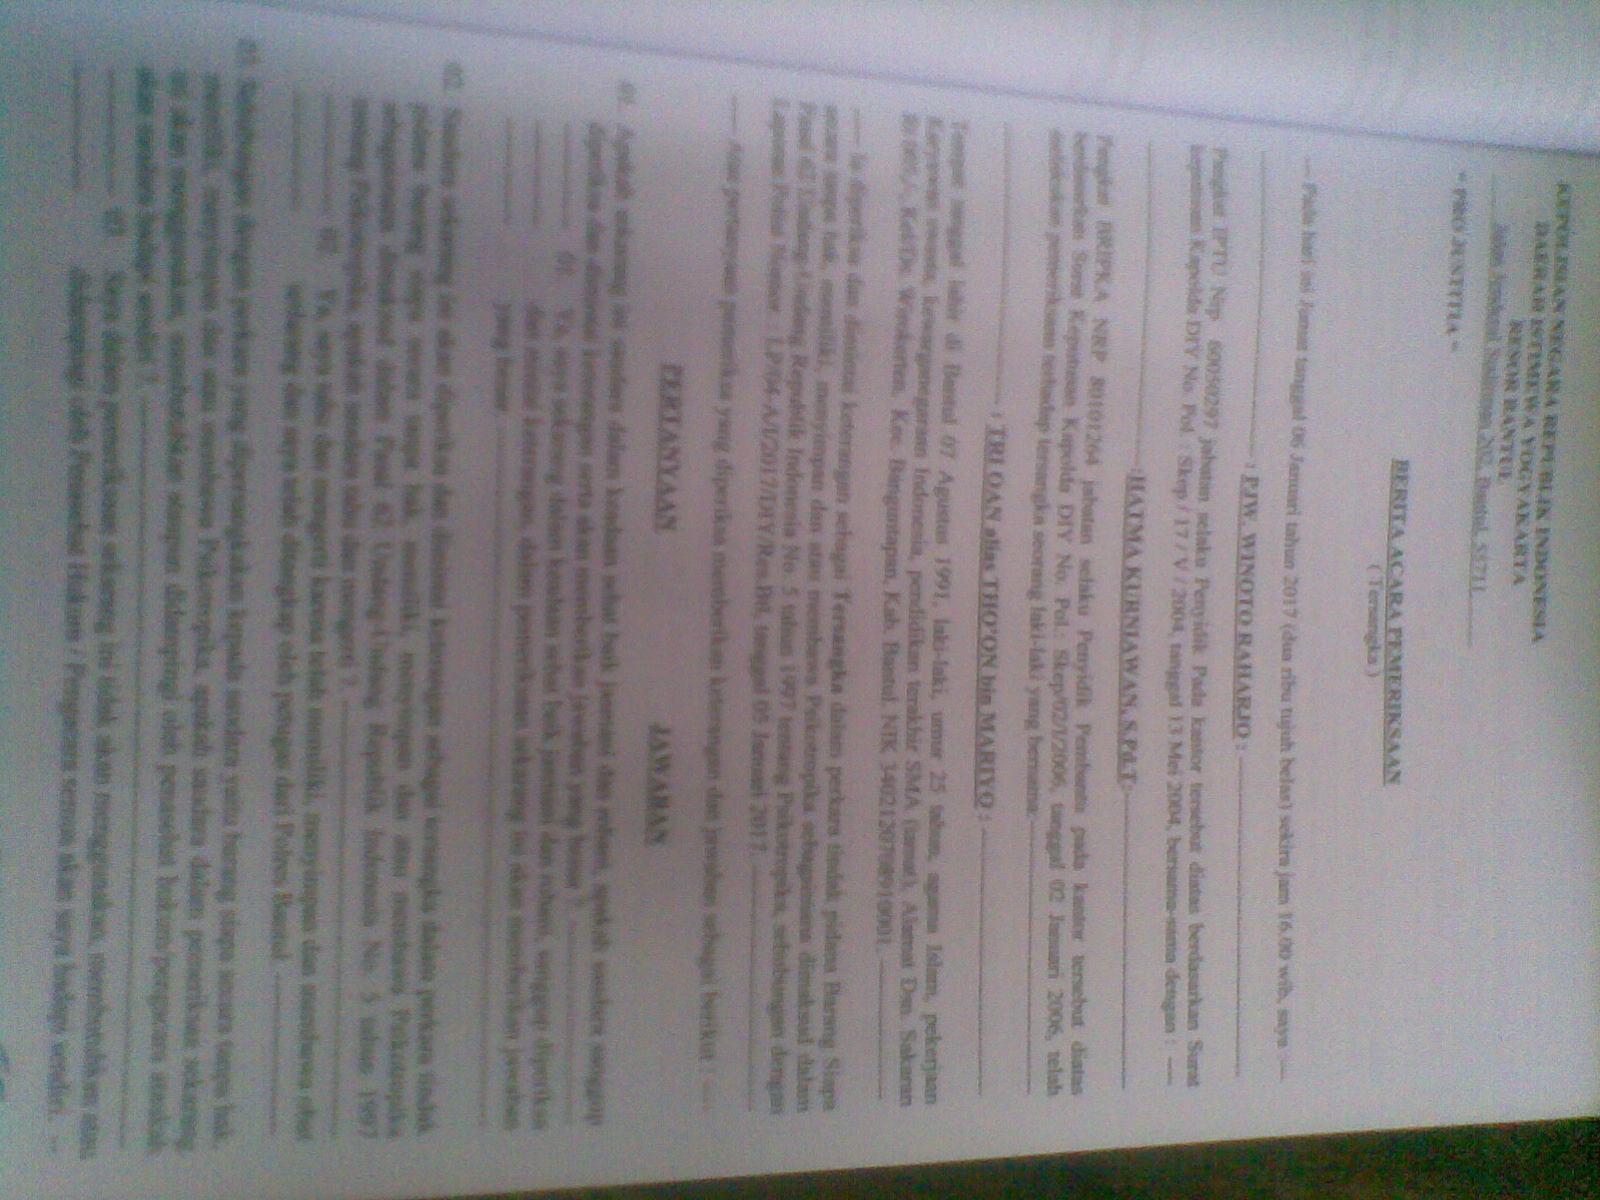 KEPOLISIAN NEGARA REPUBLIK INDONESIA
DAERAH ISTIMEWA YOGYAKARTA
RESOR BANTUL
Jalan Jenderal Sudirman 202, Bantul, 55711
" PRO JUSTITIA "
BERITA ACARA PEMERIKSAAN
( Tersangka )
--- Pada hari ini Jumat tanggal 06 Januari tahun 2017 (dua ribu tujuh belas) sekira jam 16.00 wib, saya :---
: PJW. WINOTO RAHARJO :
Pangkat IPTU Nrp 60050297 jabatan selaku Penyidik Pada kantor tersebut diatas berdasarkan Surat
keputusan Kapolda DIY No. Pol. : Skep / 17 / V / 2004, tanggal 13 Mei 2004, bersama-sama dengan : ---
:HATMA KURNIAWAN, S.Pd.T:
Pangkat BRIPKA NRP 80101264 jabatan selaku Penyidik Pembantu pada kantor tersebut diatas
berdasarkan Surat Keputusan Kapolda DIY No. Pol.: Skep/02/I/2006, tanggal 02 Januari 2006, telah
melakukan pemeriksaan terhadap tersangka seorang laki-laki yang bernama:
: TRI OAN alias THO'ON bin MARIYO :
Tempat tanggal lahir di Bantul 07 Agustus 1991, laki-laki, umur 25 tahun, agama Islam, pekerjaan
Karyawan swasta, kewarganegaraan Indonesia, pendidikan terakhir SMA (tamat), Alamat Dsn. Sakaran
Rt.005,/-, Kel/Ds. Wirokerten, Kec. Banguntapan, Kab. Bantul. NIK 3402120708910001.
---- Ia diperiksa dan dimintai keterangan sebagai Tersangka dalam perkara tindak pidana Barang Siapa
secara tanpa hak, memiliki, menyimpan dan atau membawa Psikotropika sebagaimana dimaksud dalam
Pasal 62 Undang-Undang Republik Indonesia No. 5 tahun 1997 tentang Psikotropika, sehubungan dengan
Laporan Polisi Nomor. : LP/04-A/I/2017/DIY/Res.Btl, tanggal 05 Januari 2017.
---- Atas pertanyaan pemeriksa yang diperiksa memberikan keterangan dan jawaban sebagai berikut : ---
PERTANYAAN JAWABAN
01. Apakah sekarang ini saudara dalam keadaan sehat baik jasmani dan rohani, apakah saudara sanggup
diperiksa dan dimintai keterangan serta akan memberikan jawaban yang benar ?.
01. Ya, saya sekarang dalam keadaan sehat baik jasmani dan rohani, sanggup diperiksa
dan mintai keterangan, dalam pemeriksaan sekarang ini akan memberikan jawaban
yang benar.
02. Saudara sekarang ini akan diperiksa dan dimintai keterangan sebagai tersangka dalam perkara tindak
pidana barang siapa secara tanpa hak, memiliki, menyimpan dan atau membawa Psikotropika
sebagaimana dimaksud dalam Pasal 62 Undang-Undang Republik Indonesia No. 5 tahun 1997
tentang Psikotropika, apakah saudara tahu dan mengerti ?.
02. Ya, saya tahu dan mengerti karena telah memiliki, menyimpan dan membawa obat
terlarang dan saya telah ditangkap oleh petugas dari Polres Bantul.
03. Sehubungan dengan perkara yang dipersangkakan kepada saudara yaitu barang siapa secara tanpa hak,
memiliki, menyimpan dan atau membawa Psikotropika, apakah saudara dalam pemeriksaan sekarang
ini akan menggunakan, membutuhkan ataupun didampingi oleh penasehat hukum/pengacara ataukah
akan saudara hadapi sendiri ?.
03. Saya dalam pemeriksaan sekarang ini tidak akan menggunakan, membutuhkan atau
didampingi oleh Penasehat Hukum / Pengacara semua akan saya hadapi sendiri. --